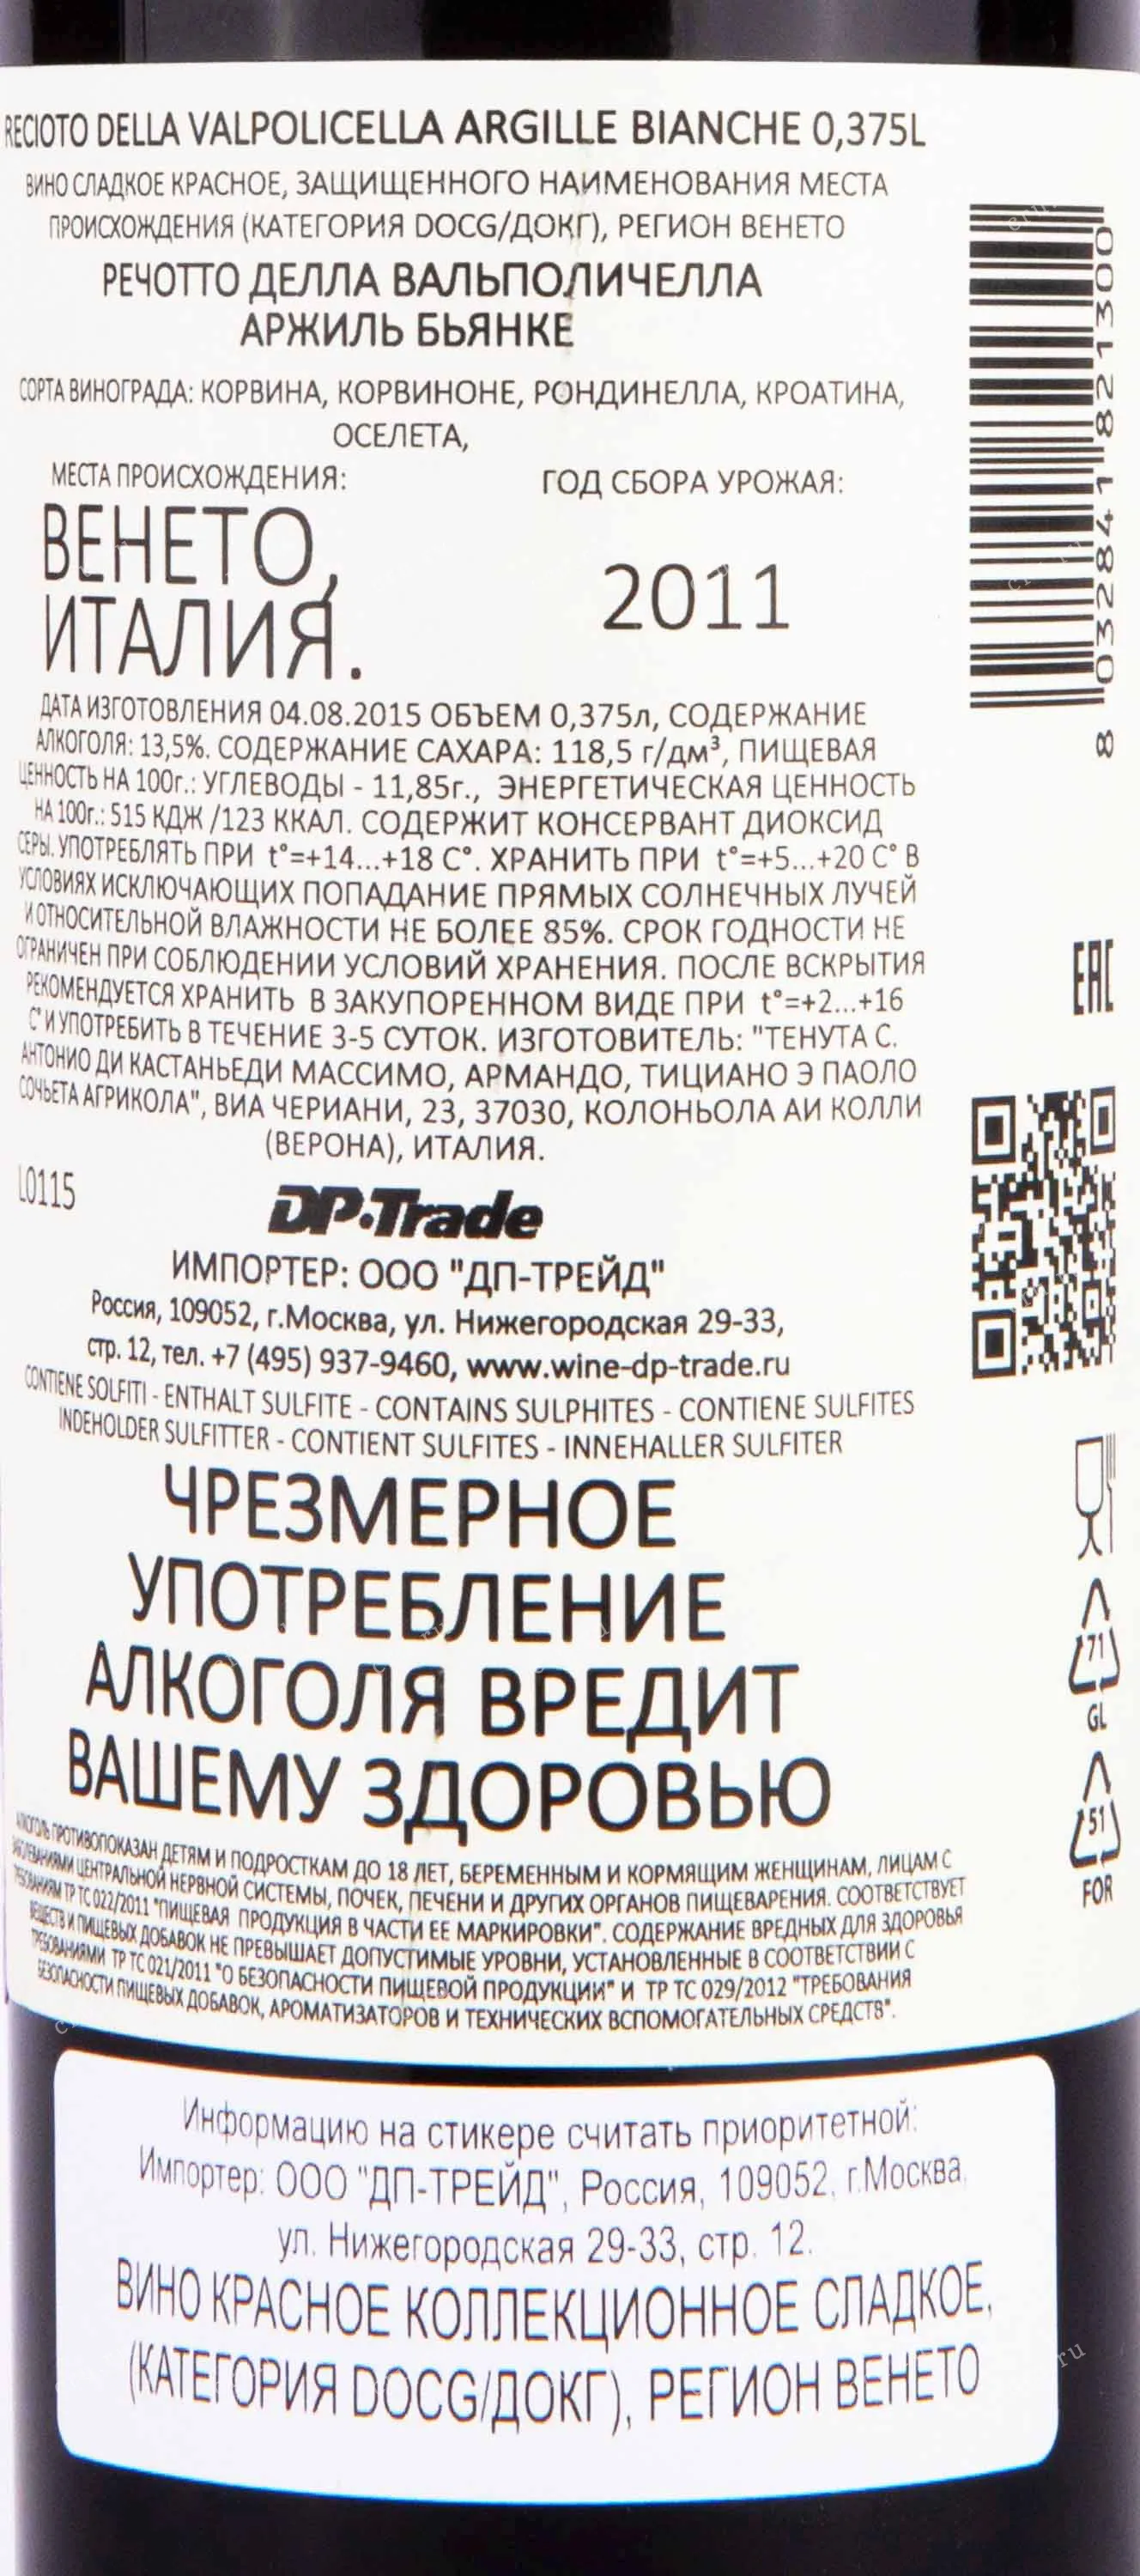 RECIOTO DELLA VALPOLICELLA ARGILLE BIANCHE 0,375L
ВИНО СЛАДКОЕ КРАСНОЕ, ЗАЩИЩЕННОГО НАИМЕНОВАНИЯ МЕСТА
ПРОИСХОЖДЕНИЯ (КАТЕГОРИЯ DOCG/ДОКГ), РЕГИОН ВЕНЕТО
РЕЧОТТО ДЕЛЛА ВАЛЬПОЛИЧЕЛЛА
АРЖИЛЬ БЬЯНКЕ
СОРТА ВИНОГРАДА: КОРВИНА, КОРВИНОНЕ, РОНДИНЕЛЛА, КРОАТИНА,
ОСЕЛЕТА,
МЕСТА ПРОИСХОЖДЕНИЯ:
ВЕНЕТО,
ИТАЛИЯ.
ГОД СБОРА УРОЖАЯ:
2011
ДАТА ИЗГОТОВЛЕНИЯ 04.08.2015 ОБЪЕМ 0,375л, СОДЕРЖАНИЕ
АЛКОГОЛЯ: 13,5%. СОДЕРЖАНИЕ САХАРА: 118,5 г/дм³, ПИЩЕВАЯ
ЦЕННОСТЬ НА 100г.: УГЛЕВОДЫ - 11,85г., ЭНЕРГЕТИЧЕСКАЯ ЦЕННОСТЬ
НА 100г.: 515 КДЖ /123 ККАЛ. СОДЕРЖИТ КОНСЕРВАНТ ДИОКСИД
СЕРЫ. УПОТРЕБЛЯТЬ ПРИ t°=+14...+18 С°. ХРАНИТЬ ПРИ t°=+5...+20 С° В
УСЛОВИЯХ ИСКЛЮЧАЮЩИХ ПОПАДАНИЕ ПРЯМЫХ СОЛНЕЧНЫХ ЛУЧЕЙ
И ОТНОСИТЕЛЬНОЙ ВЛАЖНОСТИ НЕ БОЛЕЕ 85%. СРОК ГОДНОСТИ НЕ
ОГРАНИЧЕН ПРИ СОБЛЮДЕНИИ УСЛОВИЙ ХРАНЕНИЯ. ПОСЛЕ ВСКРЫТИЯ
РЕКОМЕНДУЕТСЯ ХРАНИТЬ В ЗАКУПОРЕННОМ ВИДЕ ПРИ t°=+2...+16
С° И УПОТРЕБИТЬ В ТЕЧЕНИЕ 3-5 СУТОК. ИЗГОТОВИТЕЛЬ: "ТЕНУТА С.
АНТОНИО ДИ КАСТАНЬЕДИ МАССИМО, АРМАНДО, ТИЦИАНО Э ПАОЛО
СОЧЬЕТА АГРИКОЛА", ВИА ЧЕРИАНИ, 23, 37030, КОЛОНЬОЛА АИ КОЛЛИ
(ВЕРОНА), ИТАЛИЯ.
L0115
DP-Trade
ИМПОРТЕР: ООО "ДП-ТРЕЙД"
Россия, 109052, г.Москва, ул. Нижегородская 29-33,
стр. 12, тел. +7 (495) 937-9460, www.wine-dp-trade.ru
CONTIENE SOLFITI - ENTHALT SULFITE - CONTAINS SULPHITES - CONTIENE SULFITES
INDEHOLDER SULFITTER - CONTIENT SULFITES - INNEHALLER SULFITER
ЧРЕЗМЕРНОЕ
УПОТРЕБЛЕНИЕ
АЛКОГОЛЯ ВРЕДИТ
ВАШЕМУ ЗДОРОВЬЮ
АЛКОГОЛЬ ПРОТИВОПОКАЗАН ДЕТЯМ И ПОДРОСТКАМ ДО 18 ЛЕТ, БЕРЕМЕННЫМ И КОРМЯЩИМ ЖЕНЩИНАМ, ЛИЦАМ С
ЗАБОЛЕВАНИЯМИ ЦЕНТРАЛЬНОЙ НЕРВНОЙ СИСТЕМЫ, ПОЧЕК, ПЕЧЕНИ И ДРУГИХ ОРГАНОВ ПИЩЕВАРЕНИЯ. СООТВЕТСТВУЕТ
ТРЕБОВАНИЯМ ТР ТС 022/2011 "ПИЩЕВАЯ ПРОДУКЦИЯ В ЧАСТИ ЕЕ МАРКИРОВКИ". СОДЕРЖАНИЕ ВРЕДНЫХ ДЛЯ ЗДОРОВЬЯ
ВЕЩЕСТВ И ПИЩЕВЫХ ДОБАВОК НЕ ПРЕВЫШАЕТ ДОПУСТИМЫЕ УРОВНИ, УСТАНОВЛЕННЫЕ В СООТВЕТСТВИИ С
ТРЕБОВАНИЯМИ ТР ТС 021/2011 "О БЕЗОПАСНОСТИ ПИЩЕВОЙ ПРОДУКЦИИ" И ТР ТС 029/2012 "ТРЕБОВАНИЯ
БЕЗОПАСНОСТИ ПИЩЕВЫХ ДОБАВОК, АРОМАТИЗАТОРОВ И ТЕХНИЧЕСКИХ ВСПОМОГАТЕЛЬНЫХ СРЕДСТВ".
8 032841 821300
EAC
71
GL
51
FOR
Информацию на стикере считать приоритетной:
Импортер: ООО "ДП-ТРЕЙД", Россия, 109052, г.Москва,
ул. Нижегородская 29-33, стр. 12.
ВИНО КРАСНОЕ КОЛЛЕКЦИОННОЕ СЛАДКОЕ,
(КАТЕГОРИЯ DOCG/ДОКГ), РЕГИОН ВЕНЕТО